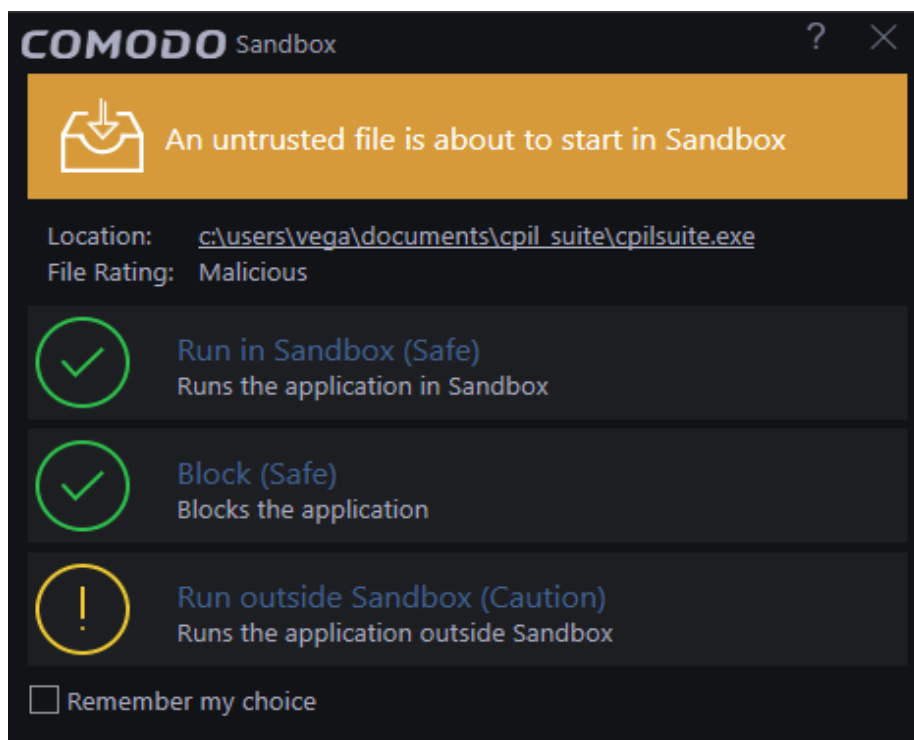 COMODO Sandbox ?
An untrusted file is about to start in Sandbox
Location: c:\users\vega\documents\cpil_suite\cpilsuite.exe
File Rating: Malicious
Run in Sandbox (Safe)
Runs the application in Sandbox
Block (Safe)
Blocks the application
Run outside Sandbox (Caution)
Runs the application outside Sandbox
Remember my choice